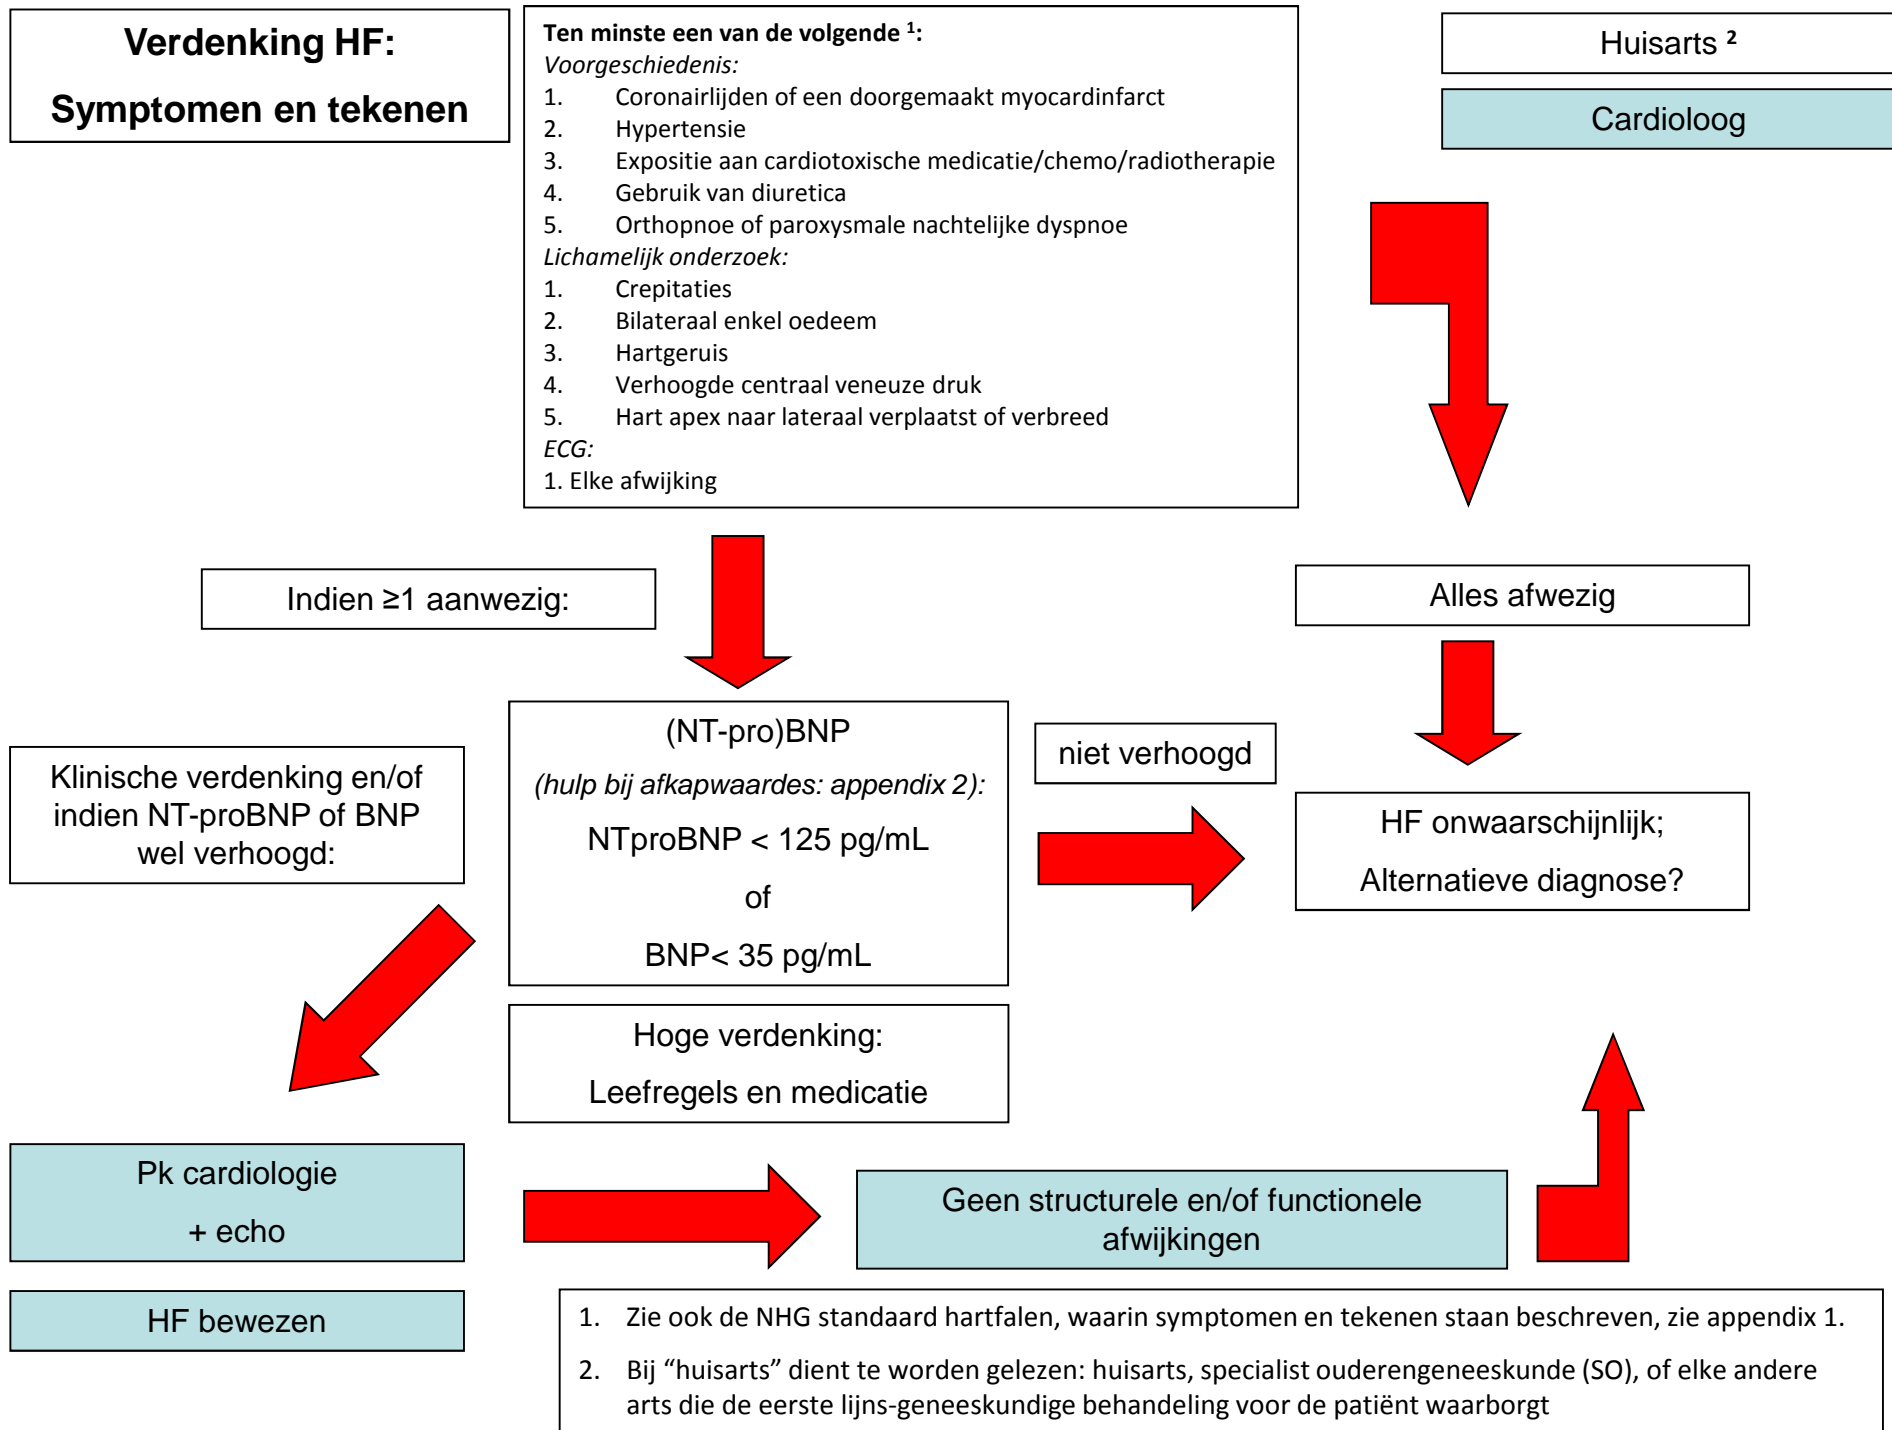 Verdenking HF:
Symptomen en tekenen
Ten minste een van de volgende ¹:
Voorgeschiedenis:
1. Coronairlijden of een doorgemaakt myocardinfarct
2. Hypertensie
3. Expositie aan cardiotoxische medicatie/chemo/radiotherapie
4. Gebruik van diuretica
5. Orthopnoe of paroxysmale nachtelijke dyspnoe
Lichamelijk onderzoek:
1. Crepitaties
2. Bilateraal enkel oedeem
3. Hartgeruis
4. Verhoogde centraal veneuze druk
5. Hart apex naar lateraal verplaatst of verbreed
ECG:
1. Elke afwijking
Huisarts ²
Cardioloog
Indien ≥1 aanwezig:
Alles afwezig
Klinische verdenking en/of
indien NT-proBNP of BNP
wel verhoogd:
(NT-pro)BNP
(hulp bij afkapwaardes: appendix 2):
NTproBNP < 125 pg/mL
of
BNP< 35 pg/mL
niet verhoogd
HF onwaarschijnlijk;
Alternatieve diagnose?
Hoge verdenking:
Leefregels en medicatie
Pk cardiologie
+ echo
Geen structurele en/of functionele
afwijkingen
HF bewezen
1. Zie ook de NHG standaard hartfalen, waarin symptomen en tekenen staan beschreven, zie appendix 1.
2. Bij “huisarts” dient te worden gelezen: huisarts, specialist ouderengeneeskunde (SO), of elke andere
arts die de eerste lijns-geneeskundige behandeling voor de patiënt waarborgt